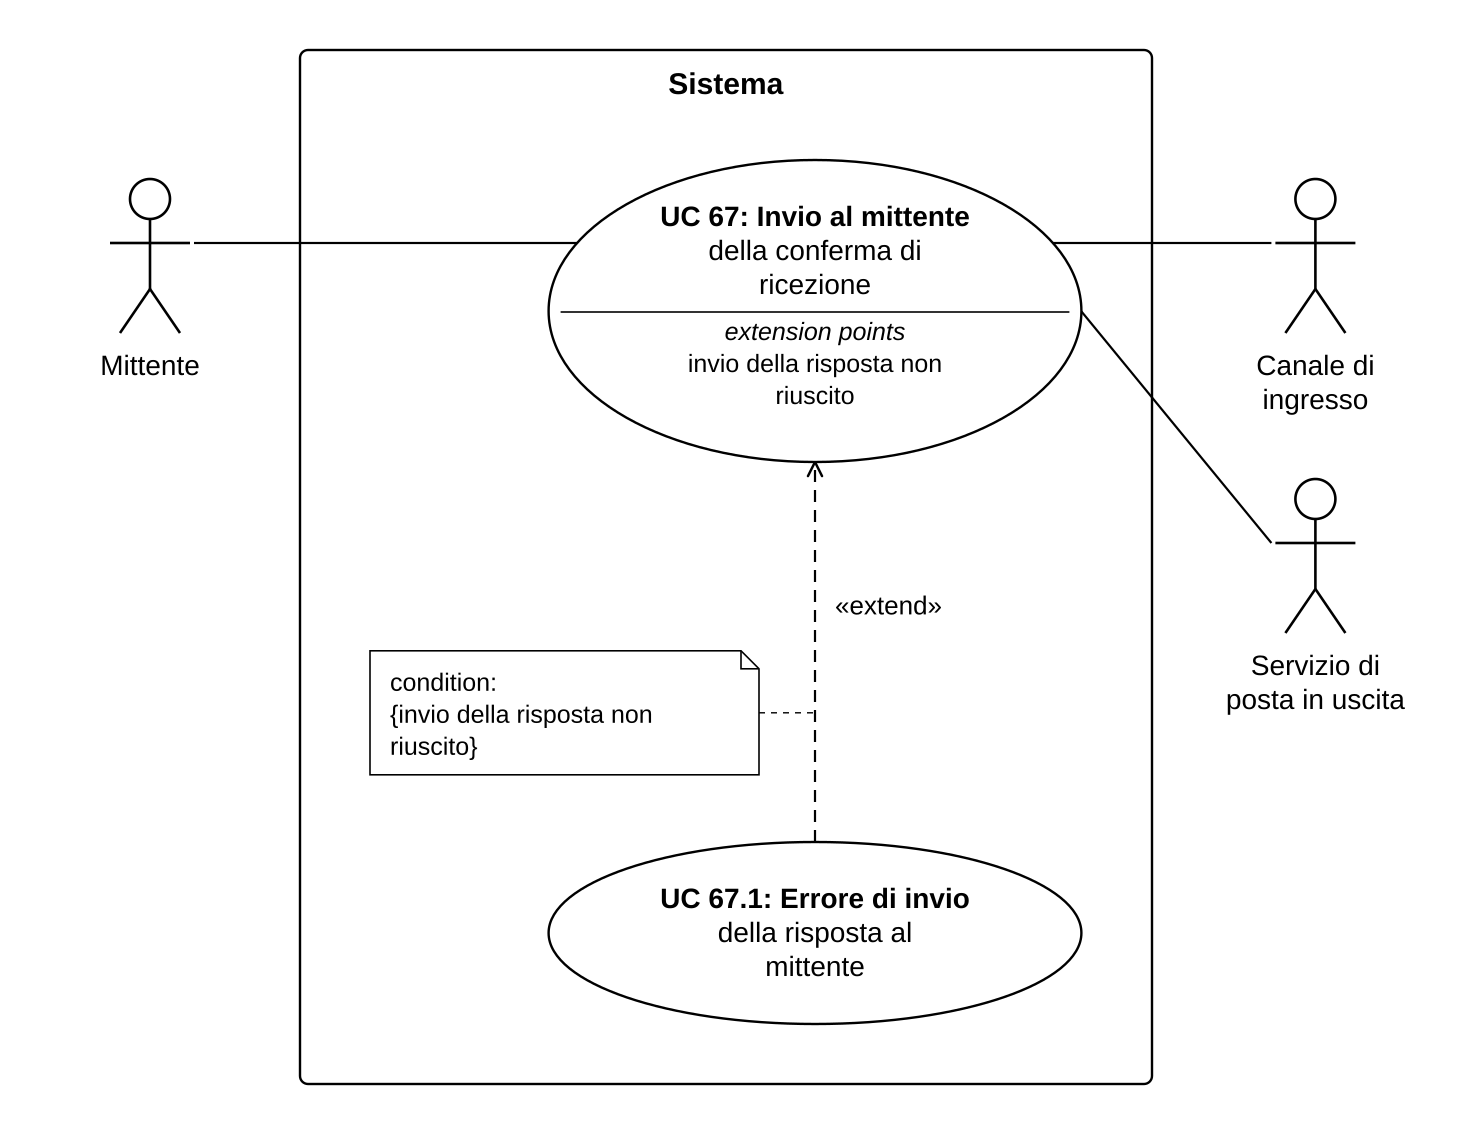 Sistema
UC 67: Invio al mittente
della conferma di
ricezione
extension points
invio della risposta non
riuscito
Mittente
Canale di
ingresso
«extend»
Servizio di
posta in uscita
condition:
{invio della risposta non
riuscito}
UC 67.1: Errore di invio
della risposta al
mittente